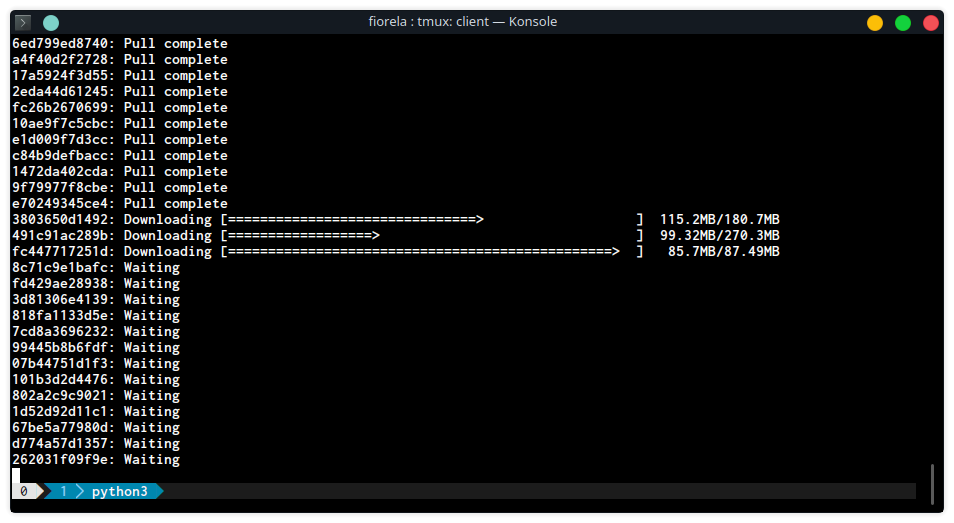 fiorela : tmux: client — Konsole
6ed799ed8740: Pull complete
a4f40d2f2728: Pull complete
17a5924f3d55: Pull complete
2eda44d61245: Pull complete
fc26b2670699: Pull complete
10ae9f7c5cbc: Pull complete
e1d009f7d3cc: Pull complete
c84b9defbacc: Pull complete
1472da402cda: Pull complete
9f79977f8cbe: Pull complete
e70249345ce4: Pull complete
3803650d1492: Downloading [===============================>                   ]  115.2MB/180.7MB
491c91ac289b: Downloading [==================>                                ]  99.32MB/270.3MB
fc447717251d: Downloading [================================================>  ]   85.7MB/87.49MB
8c71c9e1bafc: Waiting
fd429ae28938: Waiting
3d81306e4139: Waiting
818fa1133d5e: Waiting
7cd8a3696232: Waiting
99445b8b6fdf: Waiting
07b44751d1f3: Waiting
101b3d2d4476: Waiting
802a2c9c9021: Waiting
1d52d92d11c1: Waiting
67be5a77980d: Waiting
d774a57d1357: Waiting
262031f09f9e: Waiting
0 1 python3